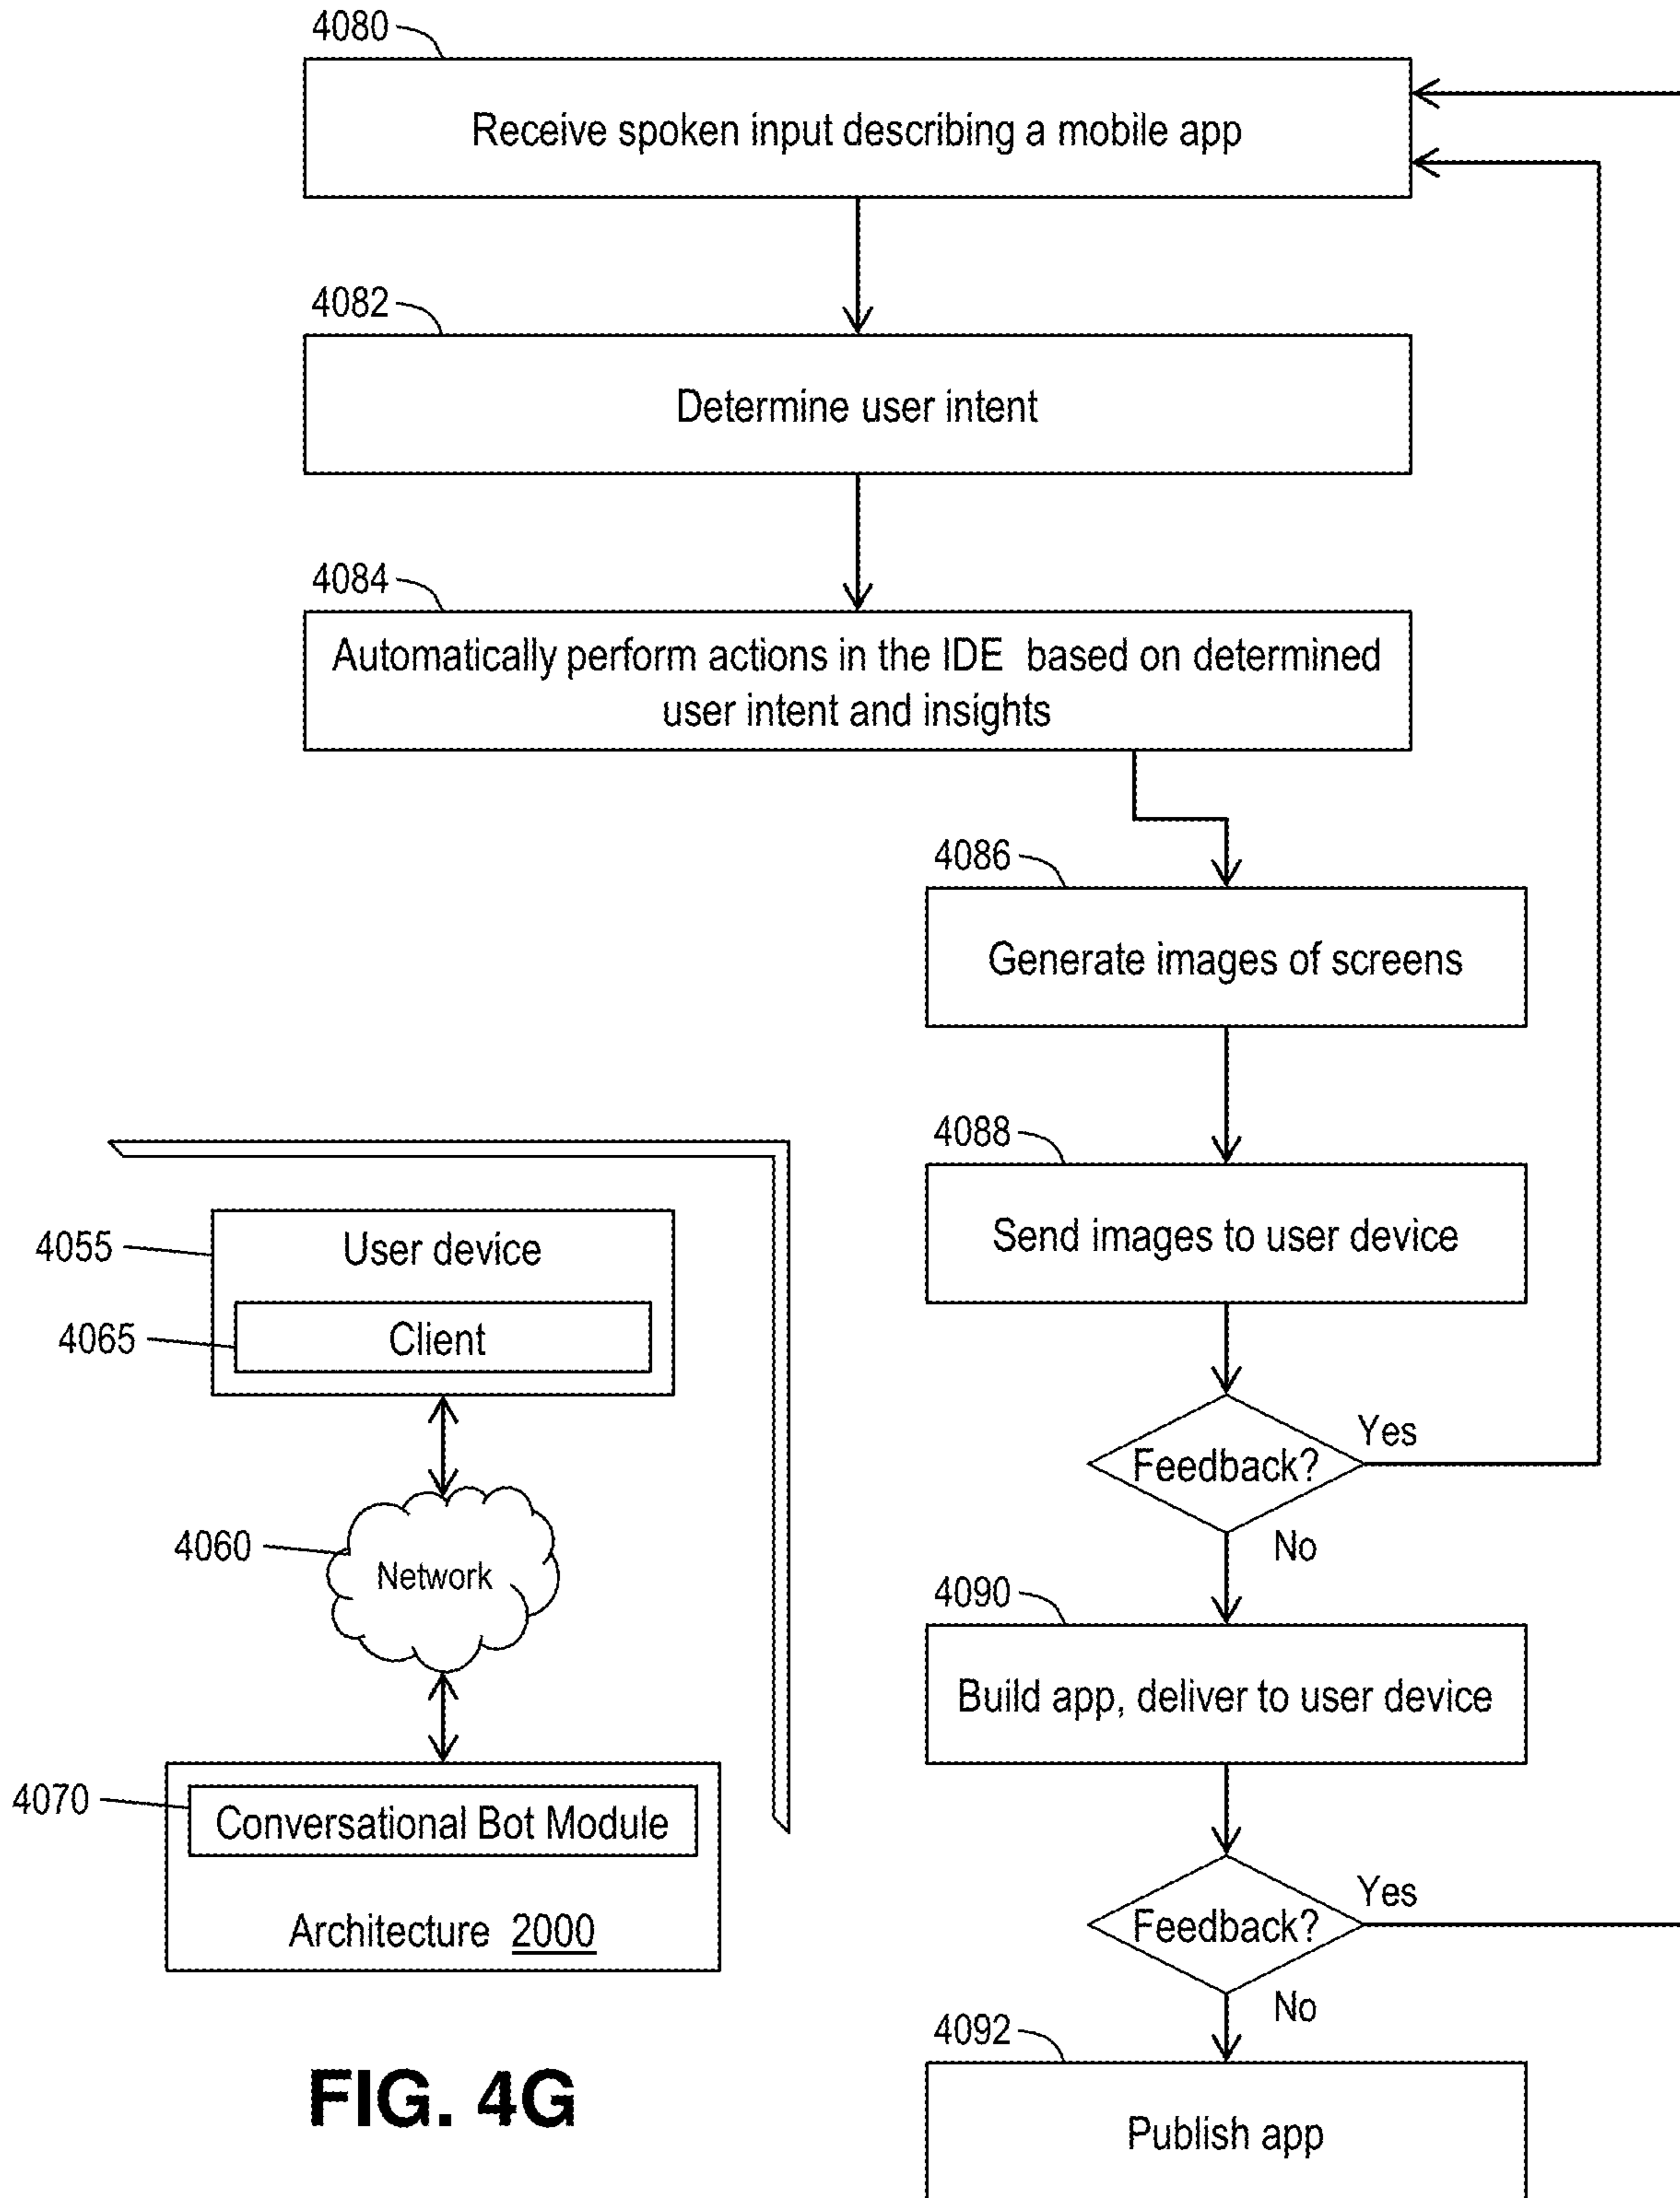 4080
Receive spoken input describing a mobile app
4082
Determine user intent
4084
Automatically perform actions in the IDE based on determined
user intent and insights
4086
Generate images of screens
4088
Send images to user device
Feedback?
Yes
No
4090
Build app, deliver to user device
Feedback?
Yes
No
4092
Publish app
4055
User device
4065
Client
4060
Network
4070
Conversational Bot Module
Architecture 2000
FIG. 4G